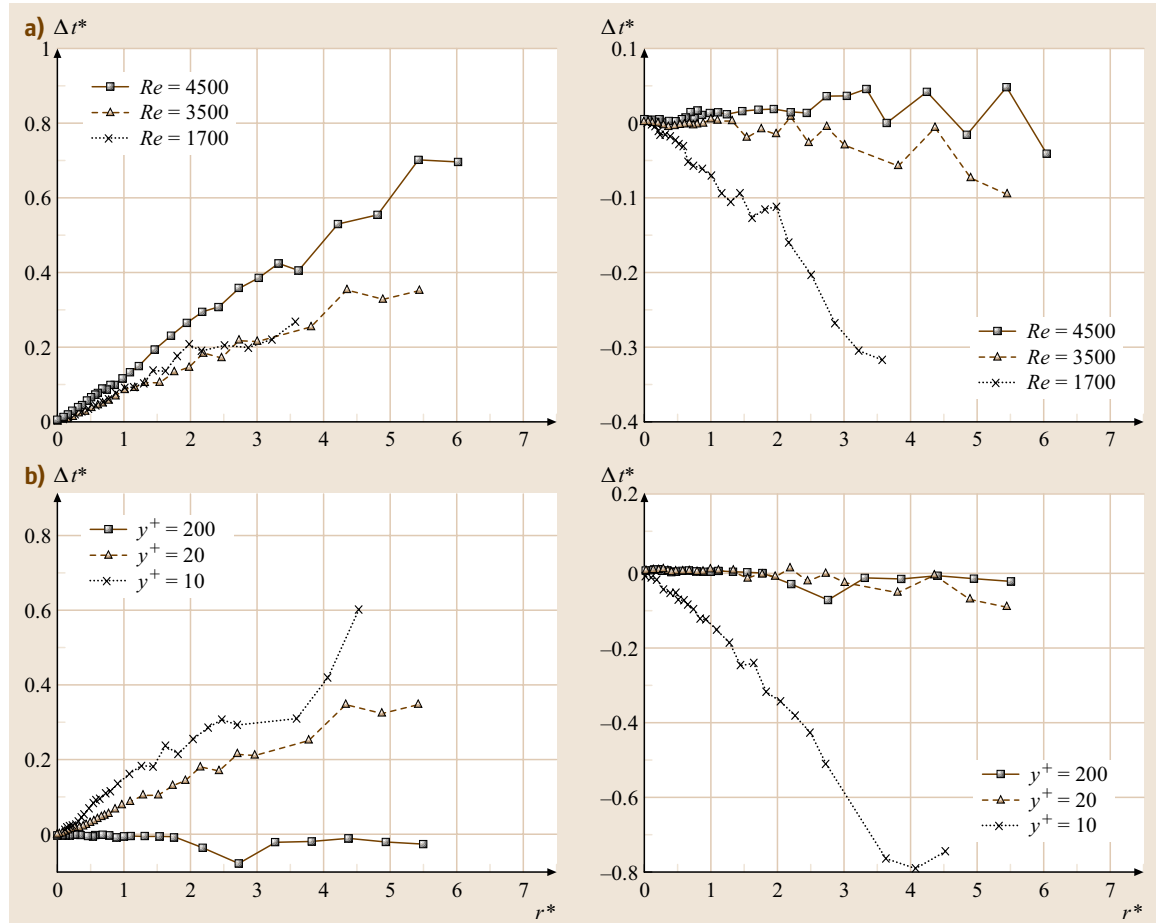 a) Δt*
1
0.8
0.6
0.4
0.2
0
0 1 2 3 4 5 6 7
Re = 4500
Re = 3500
Re = 1700
Δt*
0.1
0
–0.1
–0.2
–0.3
–0.4
0 1 2 3 4 5 6 7
Re = 4500
Re = 3500
Re = 1700
b) Δt*
0.8
0.6
0.4
0.2
0
0 1 2 3 4 5 6 7
r*
y+ = 200
y+ = 20
y+ = 10
Δt*
0.2
0
–0.2
–0.4
–0.6
–0.8
0 1 2 3 4 5 6 7
r*
y+ = 200
y+ = 20
y+ = 10